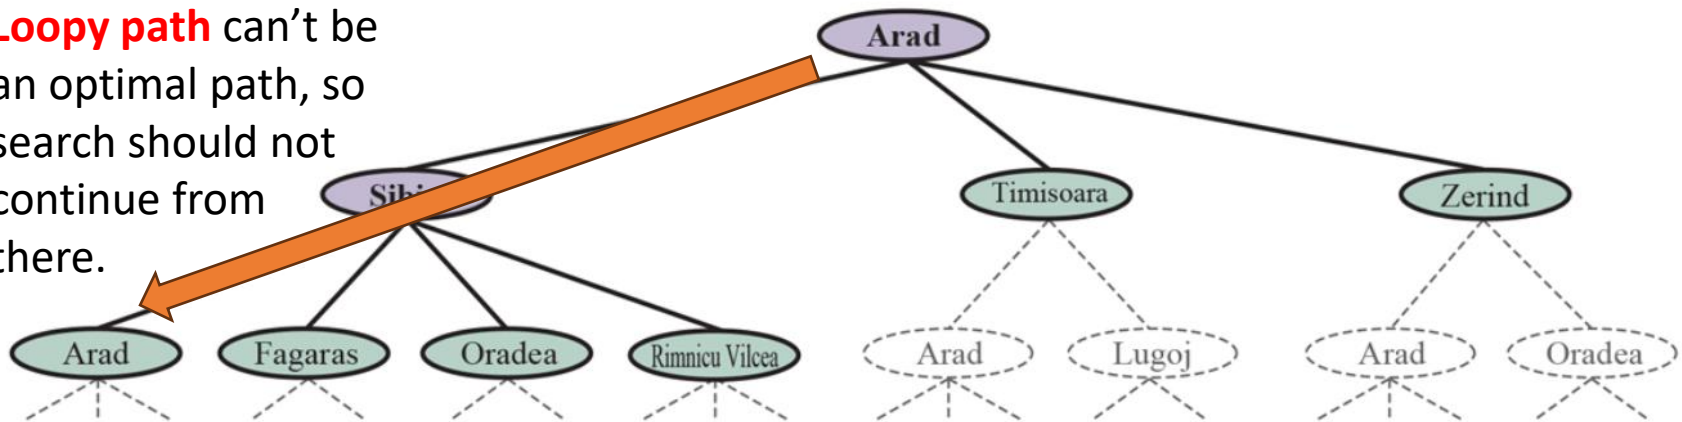 Loopy path can’t be
an optimal path, so
search should not
continue from
there.
Arad
Timisoara
Zerind
Arad
Fagaras
Oradea
Rimnicu Vilcea
Arad
Lugoj
Arad
Oradea